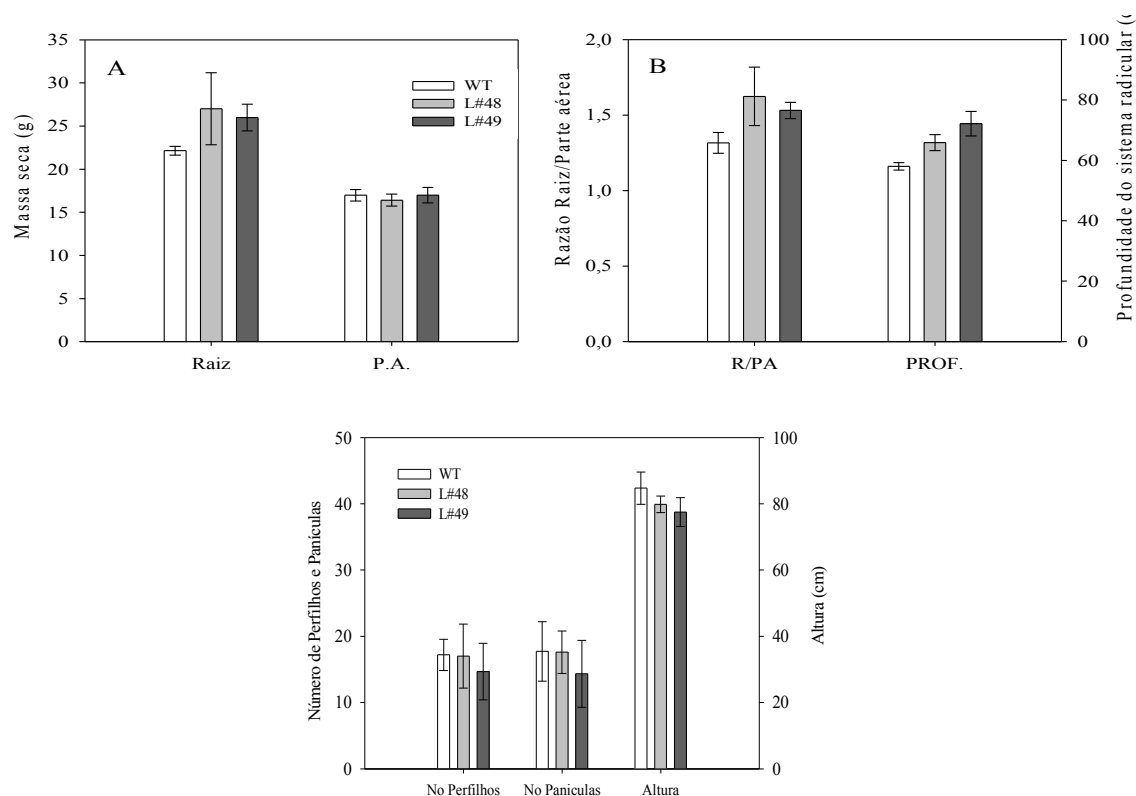 A
Massa seca (g)
35
30
25
20
15
10
5
0
WT
L#48
L#49
Raiz
P.A.
B
Razão Raiz/Parte aérea
2,0
1,5
1,0
0,5
0,0
R/PA
PROF.
100
80
60
40
20
0
Profundidade do sistema radicular (
Número de Perfilhos e Panículas
50
40
30
20
10
0
WT
L#48
L#49
No Perfilhos
No Paniculas
Altura
100
80
60
40
20
0
Altura (cm)